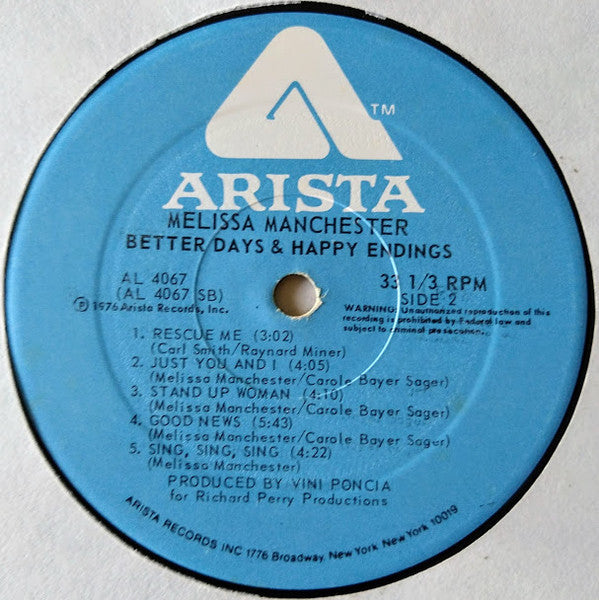 TM
ARISTA
MELISSA MANCHESTER
BETTER DAYS & HAPPY ENDINGS
AL 4067
(AL 4067 SB)
℗ 1976 Arista Records, Inc.
33 1/3 RPM
SIDE 2
WARNING: Unauthorized reproduction of this
recording is prohibited by Federal law and
subject to criminal prosecution.
1. RESCUE ME (3:02)
(Carl Smith/Raynard Miner)
2. JUST YOU AND I (4:05)
(Melissa Manchester/Carole Bayer Sager)
3. STAND UP WOMAN (4:10)
(Melissa Manchester/Carole Bayer Sager)
4. GOOD NEWS (5:43)
(Melissa Manchester/Carole Bayer Sager)
5. SING, SING, SING (4:22)
(Melissa Manchester)
PRODUCED BY VINI PONCIA
for Richard Perry Productions
ARISTA RECORDS INC 1776 Broadway, New York New York 10019